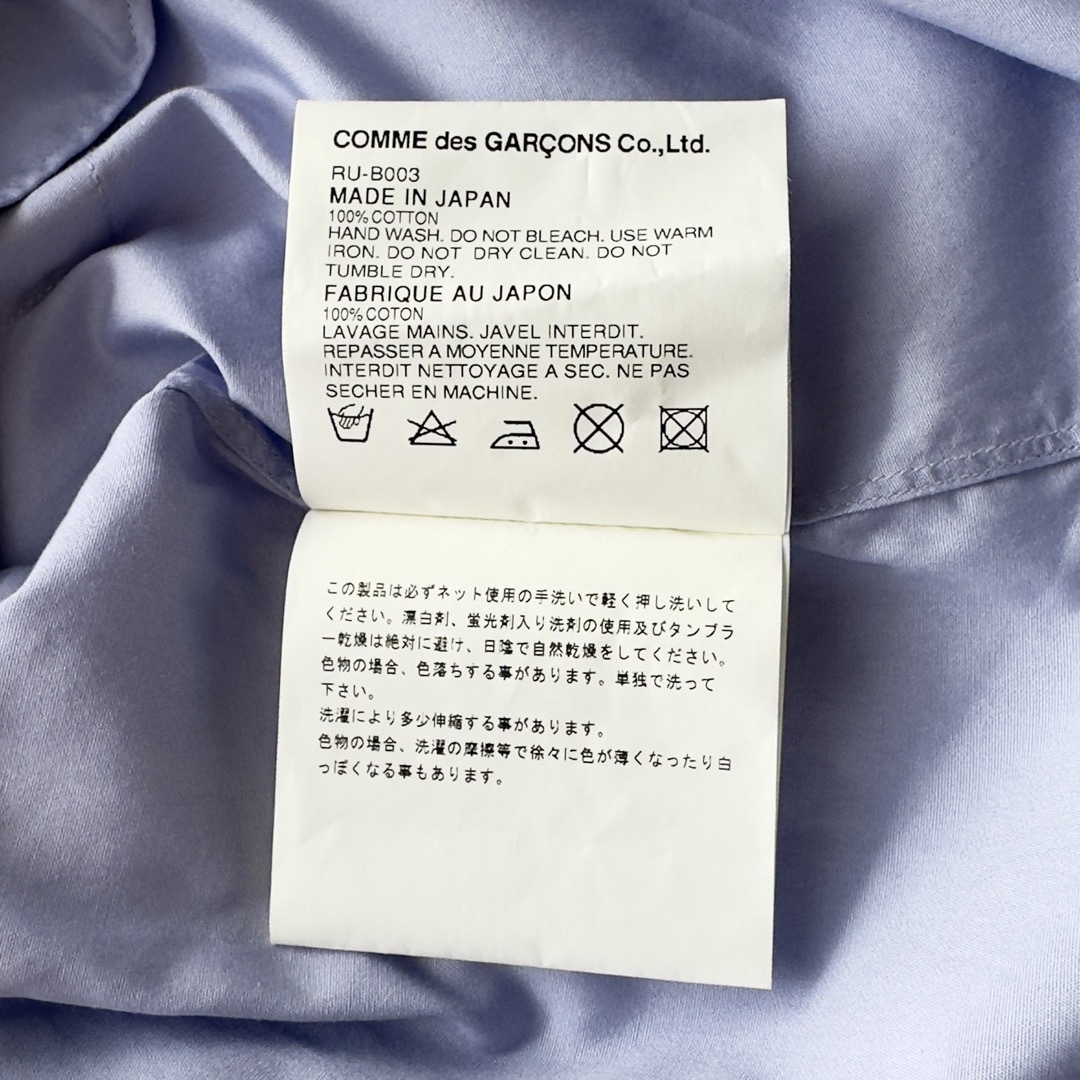 COMME des GARÇONS Co.,Ltd.
RU-B003
MADE IN JAPAN
100% COTTON
HAND WASH. DO NOT BLEACH. USE WARM
IRON. DO NOT DRY CLEAN. DO NOT
TUMBLE DRY.
FABRIQUE AU JAPON
100% COTON
LAVAGE MAINS. JAVEL INTERDIT.
REPASSER A MOYENNE TEMPERATURE.
INTERDIT NETTOYAGE A SEC. NE PAS
SECHER EN MACHINE.
この製品は必ずネット使用の手洗いで軽く押し洗いして
ください。漂白剤、蛍光剤入り洗剤の使用及びタンブラ
ー乾燥は絶対に避け、日陰で自然乾燥をしてください。
色物の場合、色落ちする事があります。単独で洗って
下さい。
洗濯により多少伸縮する事があります。
色物の場合、洗濯の摩擦等で徐々に色が薄くなったり白
っぽくなる事もあります。